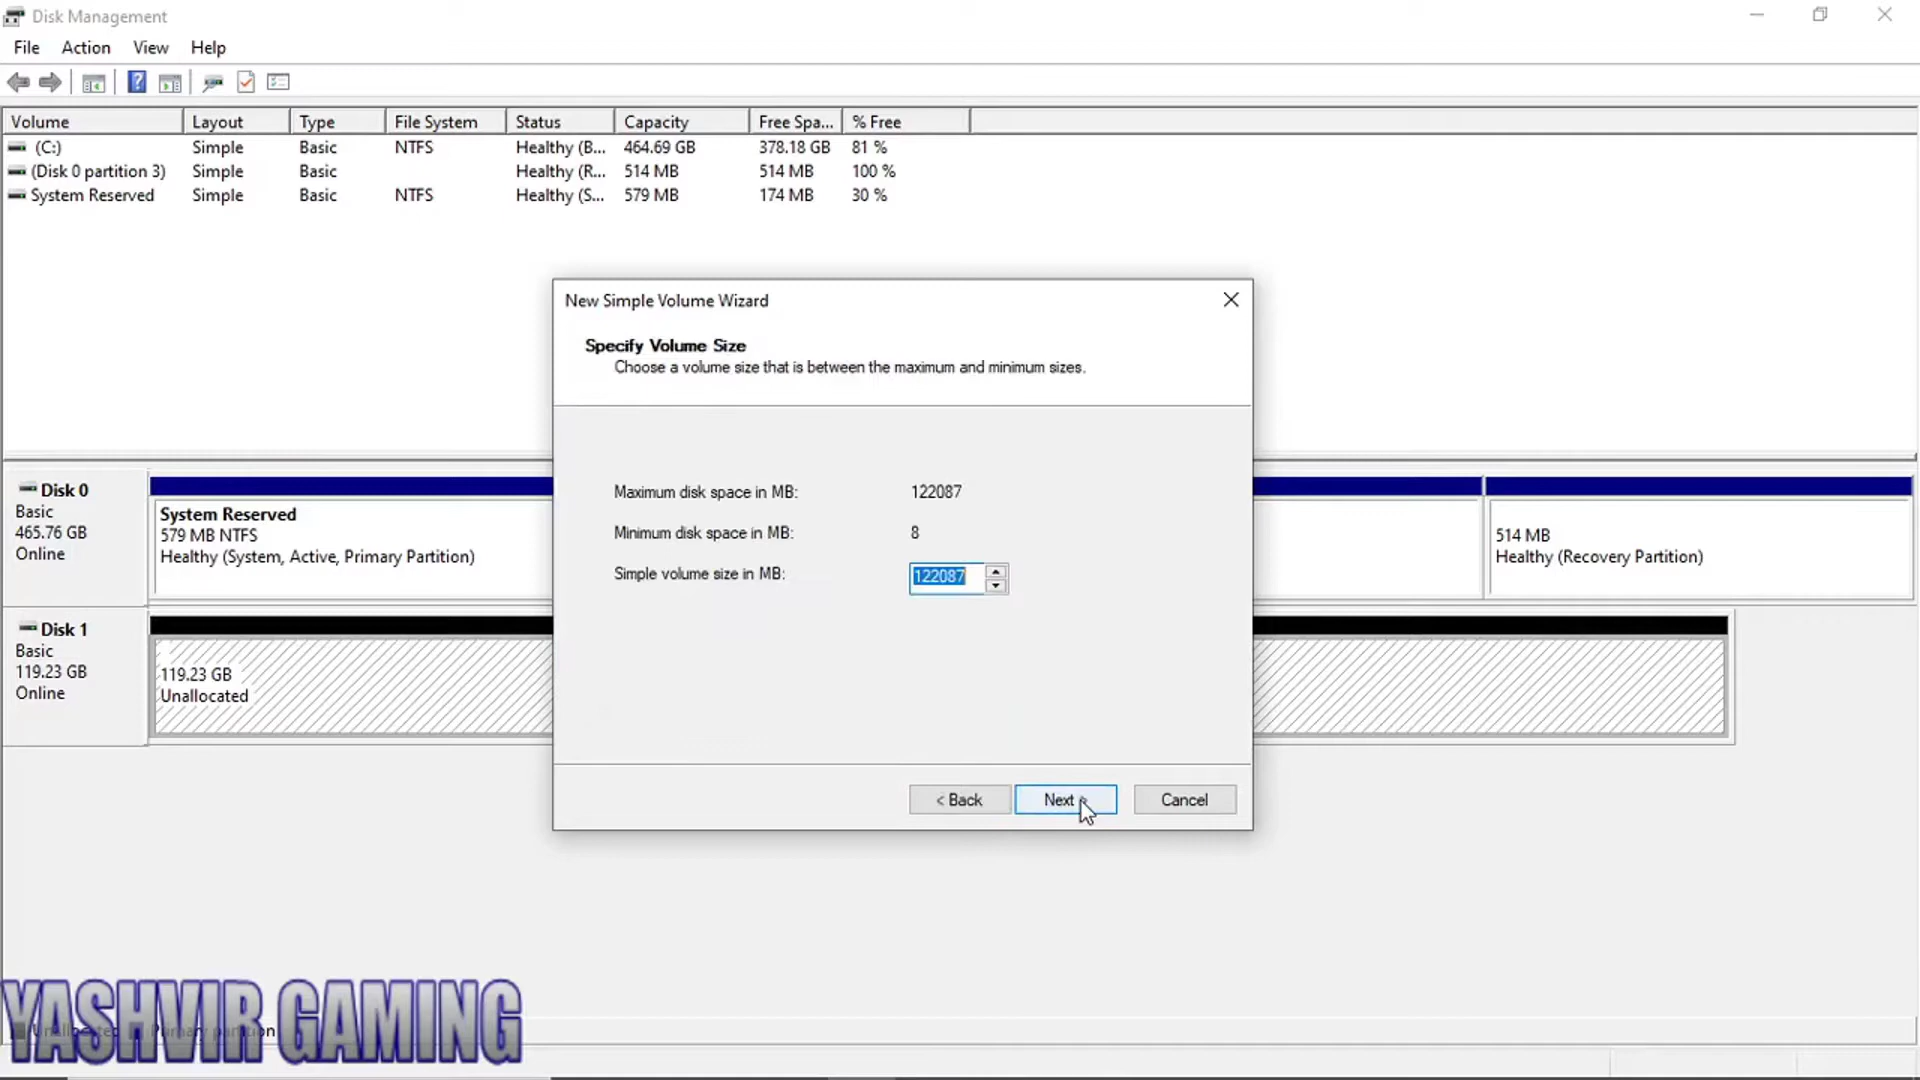 Disk Management
File Action View Help
Volume Layout Type File System Status Capacity Free Spa... % Free
(C:) Simple Basic NTFS Healthy (B... 464.69 GB 378.18 GB 81 %
(Disk 0 partition 3) Simple Basic Healthy (R... 514 MB 514 MB 100 %
System Reserved Simple Basic NTFS Healthy (S... 579 MB 174 MB 30 %
New Simple Volume Wizard
Specify Volume Size
Choose a volume size that is between the maximum and minimum sizes.
Maximum disk space in MB: 122087
Minimum disk space in MB: 8
Simple volume size in MB: 122087
< Back Next > Cancel
Disk 0
Basic
465.76 GB
Online
System Reserved
579 MB NTFS
Healthy (System, Active, Primary Partition)
514 MB
Healthy (Recovery Partition)
Disk 1
Basic
119.23 GB
Online
119.23 GB
Unallocated
YASHVIR GAMING
Unallocated Primary partition